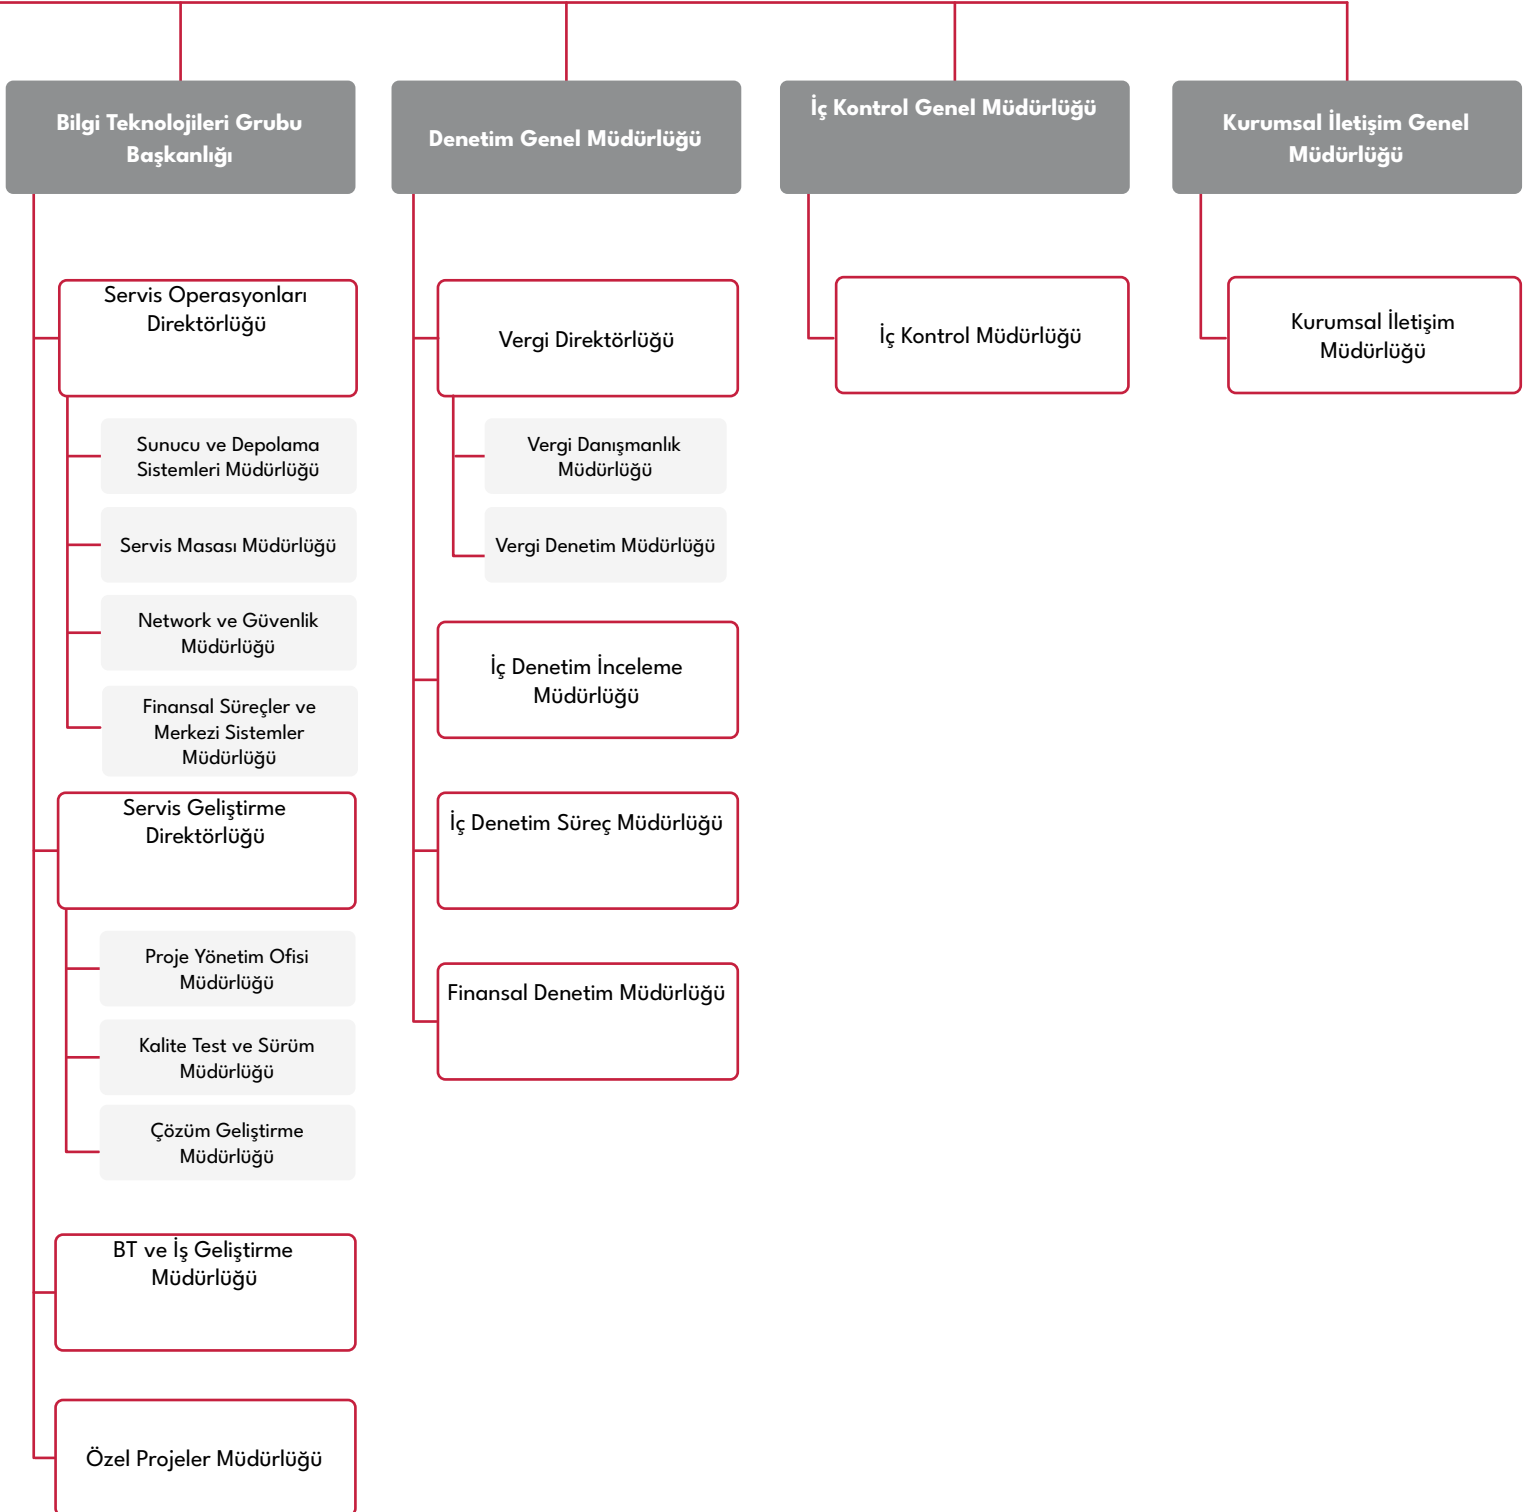 Bilgi Teknolojileri Grubu
Başkanlığı
Servis Operasyonları
Direktörlüğü
Sunucu ve Depolama
Sistemleri Müdürlüğü
Servis Masası Müdürlüğü
Network ve Güvenlik
Müdürlüğü
Finansal Süreçler ve
Merkezi Sistemler
Müdürlüğü
Servis Geliştirme
Direktörlüğü
Proje Yönetim Ofisi
Müdürlüğü
Kalite Test ve Sürüm
Müdürlüğü
Çözüm Geliştirme
Müdürlüğü
BT ve İş Geliştirme
Müdürlüğü
Özel Projeler Müdürlüğü
Denetim Genel Müdürlüğü
Vergi Direktörlüğü
Vergi Danışmanlık
Müdürlüğü
Vergi Denetim Müdürlüğü
İç Denetim İnceleme
Müdürlüğü
İç Denetim Süreç Müdürlüğü
Finansal Denetim Müdürlüğü
İç Kontrol Genel Müdürlüğü
İç Kontrol Müdürlüğü
Kurumsal İletişim Genel
Müdürlüğü
Kurumsal İletişim
Müdürlüğü